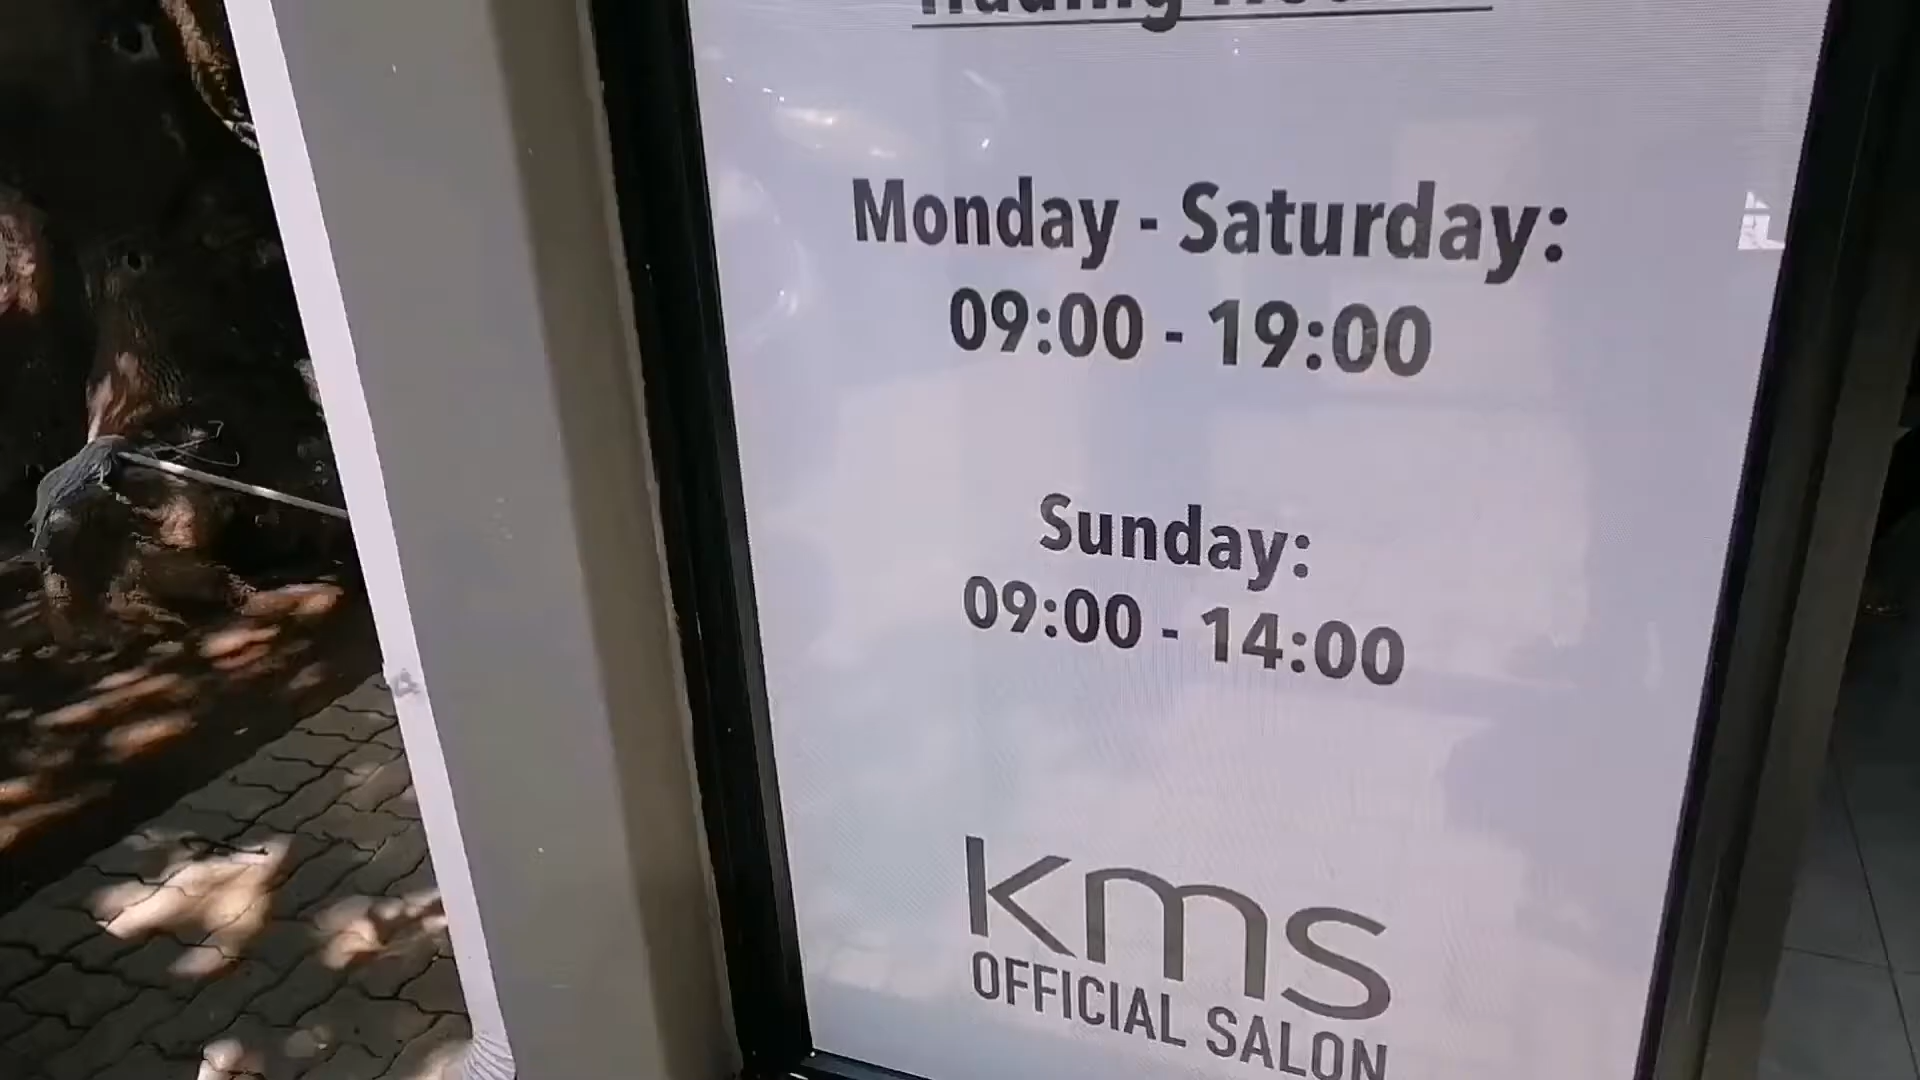 Monday - Saturday:
09:00 - 19:00
Sunday:
09:00 - 14:00
kms
OFFICIAL SALON